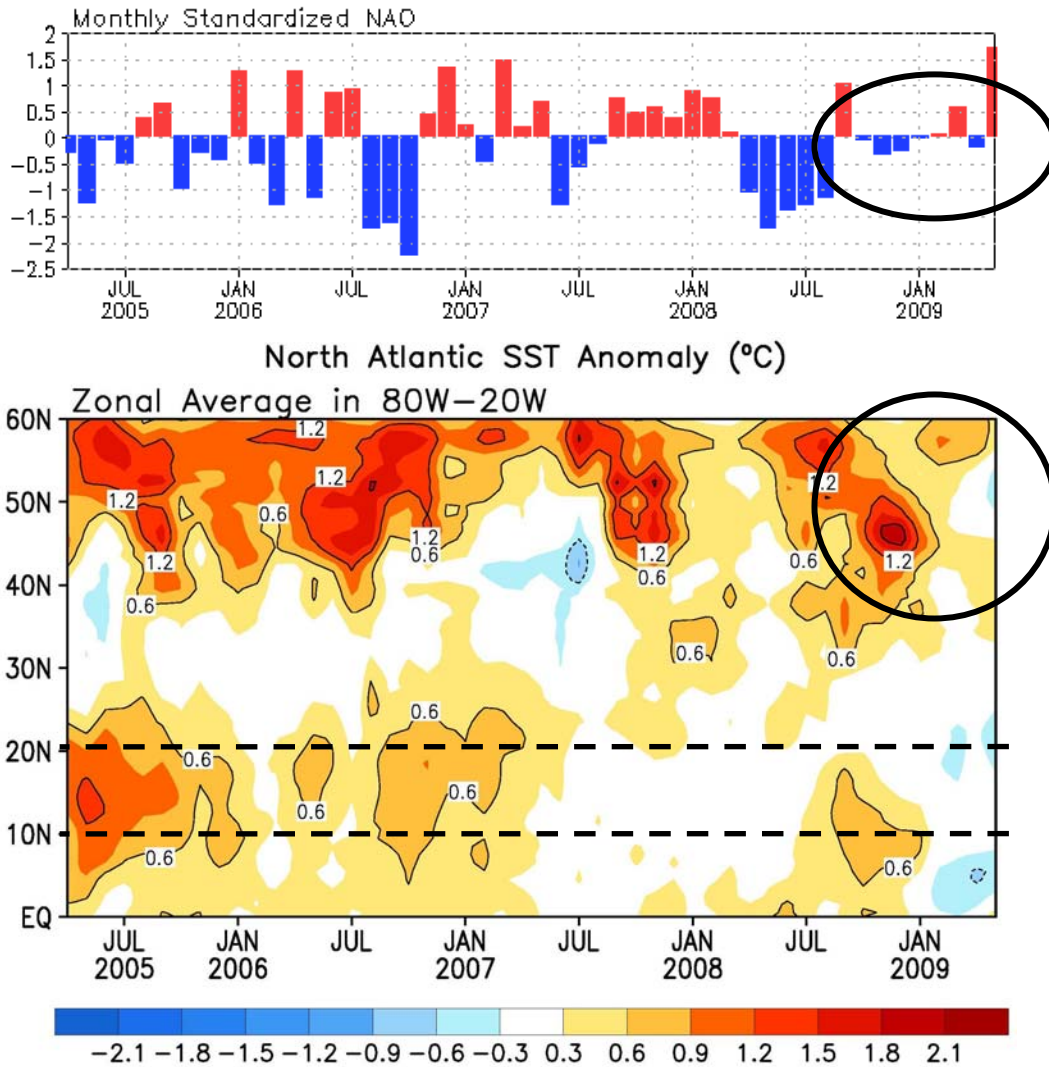 Monthly Standardized NAO
2
1.5
1
0.5
0
−0.5
−1
−1.5
−2
−2.5
JUL JAN JUL JAN JUL JAN JUL JAN
2005 2006 2007 2008 2009
North Atlantic SST Anomaly (°C)
Zonal Average in 80W−20W
60N
1.2
1.2
1.2
1.2
50N
0.6
1.2
1.2
1.2
1.2
0.6
0.6
0.6
40N
0.6
0.6
0.6
30N
0.6
20N
0.6
0.6
0.6
10N
0.6
0.6
0.6
EQ
JUL JAN JUL JAN JUL JAN JUL JAN
2005 2006 2007 2008 2009
−2.1 −1.8 −1.5 −1.2 −0.9 −0.6 −0.3 0.3 0.6 0.9 1.2 1.5 1.8 2.1